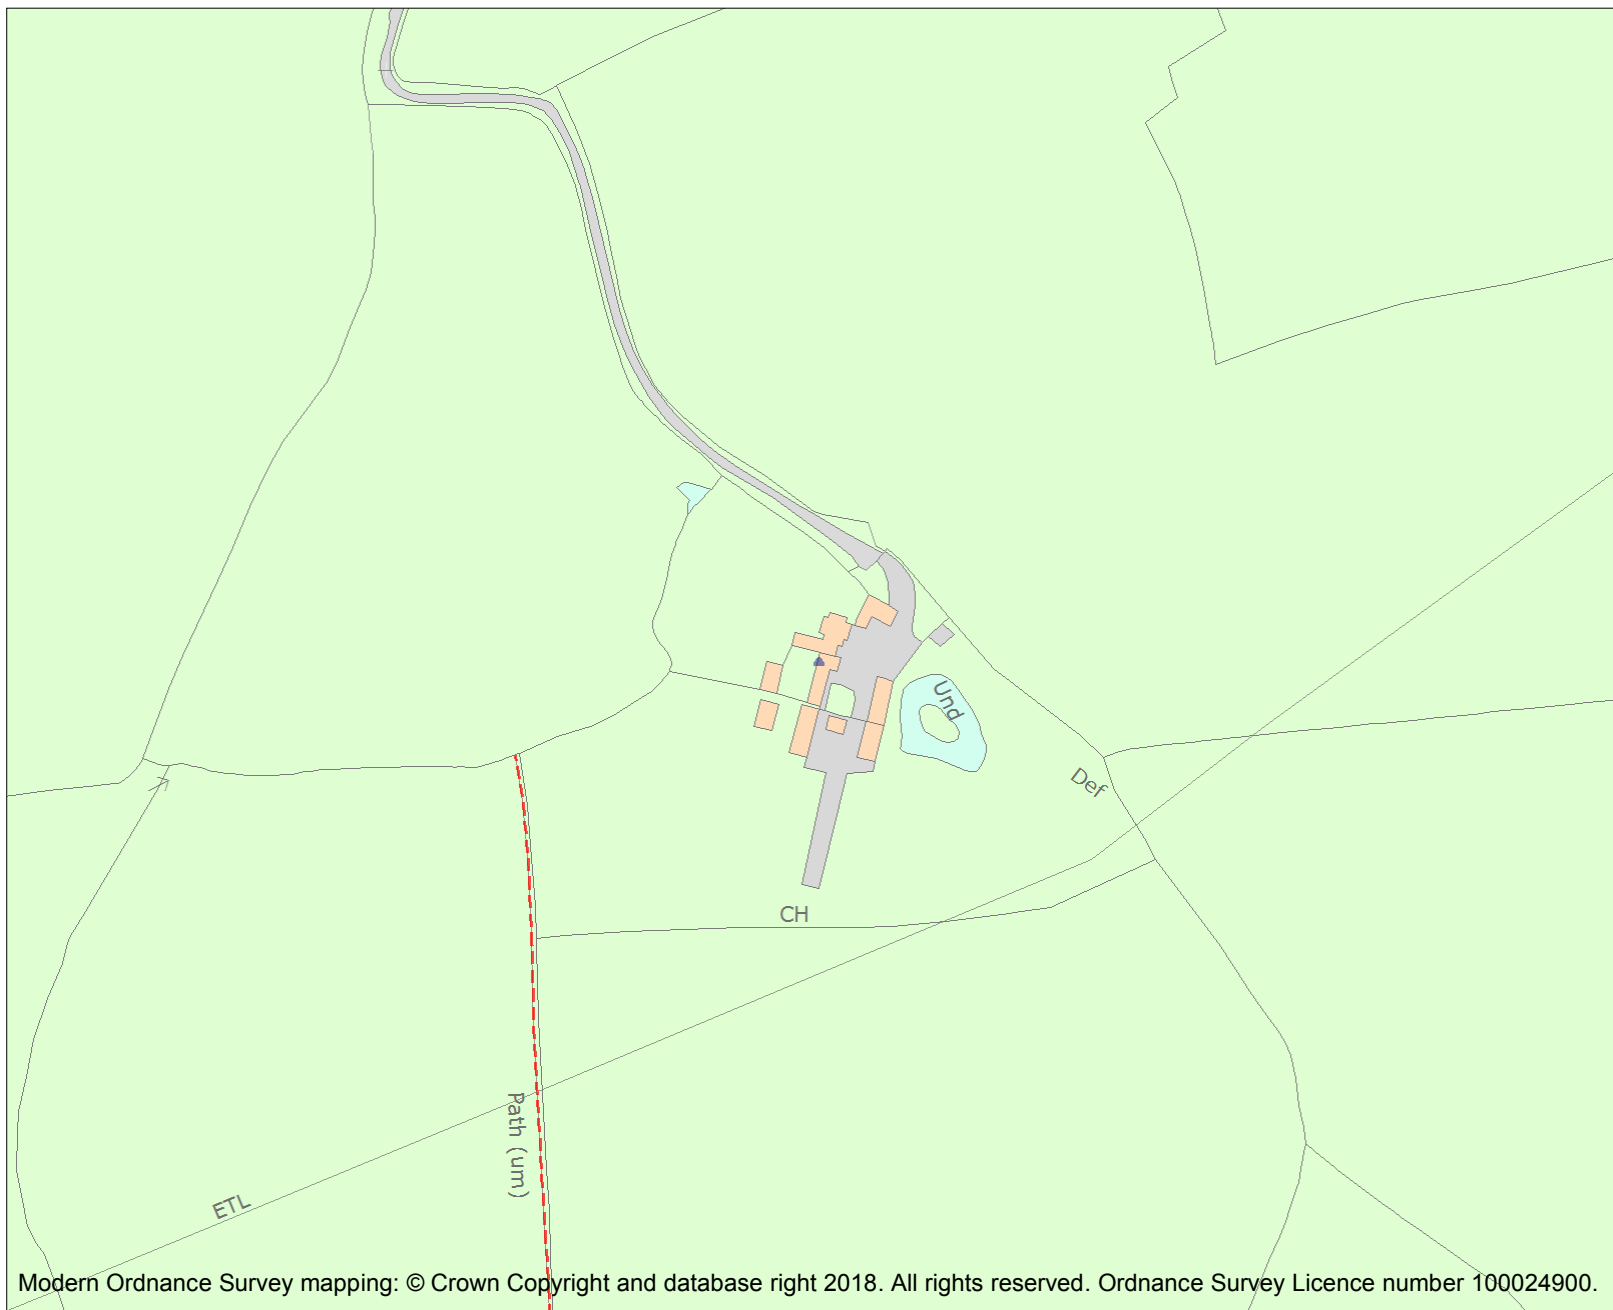 Und
Def
CH
Path (um)
ETL
Modern Ordnance Survey mapping: © Crown Copyright and database right 2018. All rights reserved. Ordnance Survey Licence number 100024900.